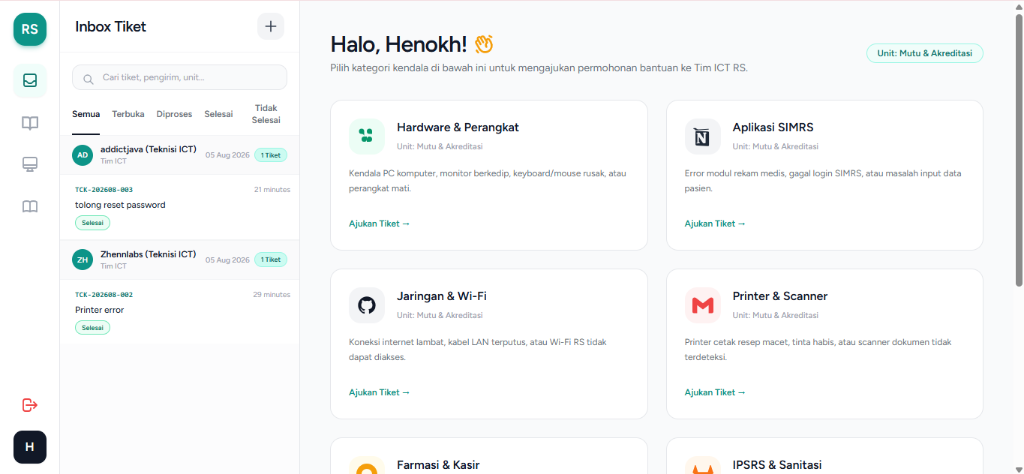 RS
Inbox Tiket
+
Cari tiket, pengirim, unit...
Semua
Terbuka
Diproses
Selesai
Tidak
Selesai
AD
addictjava (Teknisi ICT)
Tim ICT
05 Aug 2026
1 Tiket
TCK-202608-003
21 minutes
tolong reset password
Selesai
ZH
Zhennlabs (Teknisi ICT)
Tim ICT
05 Aug 2026
1 Tiket
TCK-202608-002
29 minutes
Printer error
Selesai
H
Halo, Henokh! 👋
Pilih kategori kendala di bawah ini untuk mengajukan permohonan bantuan ke Tim ICT RS.
Unit: Mutu & Akreditasi
Hardware & Perangkat
Unit: Mutu & Akreditasi
Kendala PC komputer, monitor berkedip, keyboard/mouse rusak, atau
perangkat mati.
Ajukan Tiket →
Aplikasi SIMRS
Unit: Mutu & Akreditasi
Error modul rekam medis, gagal login SIMRS, atau masalah input data
pasien.
Ajukan Tiket →
Jaringan & Wi-Fi
Unit: Mutu & Akreditasi
Koneksi internet lambat, kabel LAN terputus, atau Wi-Fi RS tidak
dapat diakses.
Ajukan Tiket →
Printer & Scanner
Unit: Mutu & Akreditasi
Printer cetak resep macet, tinta habis, atau scanner dokumen tidak
terdeteksi.
Ajukan Tiket →
Farmasi & Kasir
IPSRS & Sanitasi